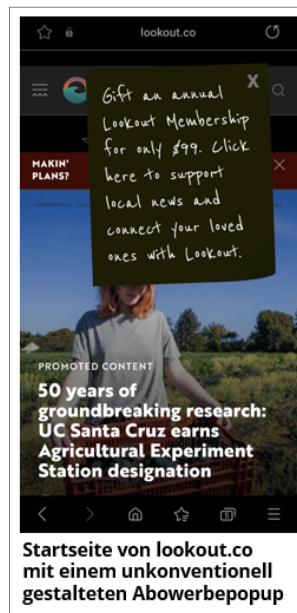 lookout.co
Gift an annual
Lookout Membership
for only $99. Click
here to support
local news and
connect your loved
ones with Lookout.
X
MAKIN'
PLANS?
PROMOTED CONTENT
50 years of
groundbreaking research:
UC Santa Cruz earns
Agricultural Experiment
Station designation
5
Startseite von lookout.co
mit einem unkonventionell
gestalteten Abowerbepopup